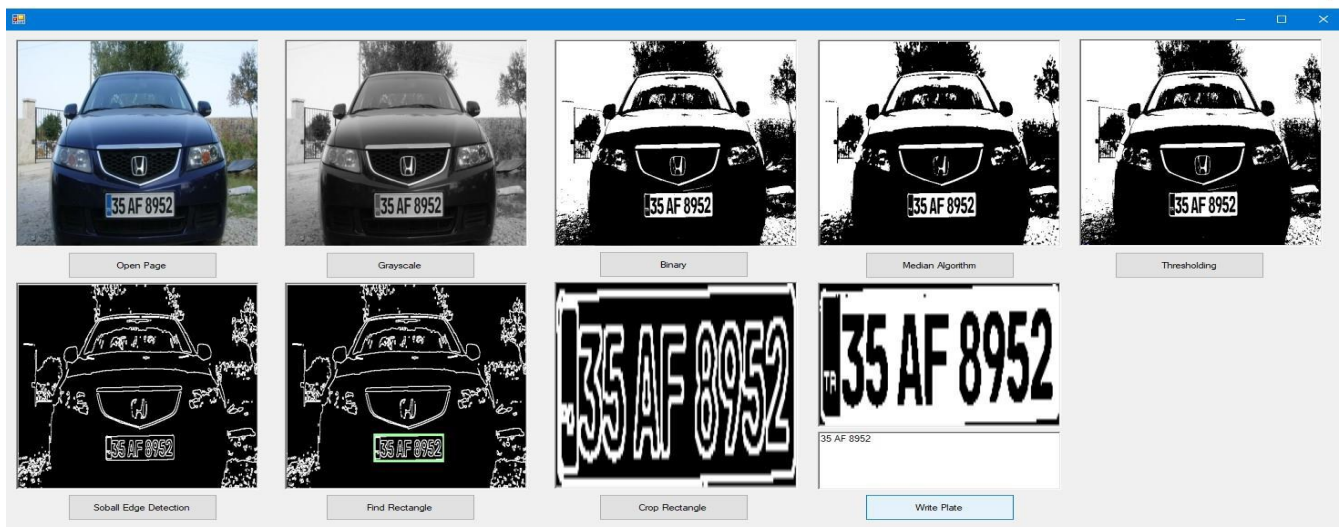 35 AF 8952
35 AF 8952
35 AF 8952
35 AF 8952
35 AF 8952
Open Page
Grayscale
Binary
Median Algorithm
Thresholding
35 AF 8952
35 AF 8952
35 AF 8952
TR 35 AF 8952
35 AF 8952
Soball Edge Detection
Find Rectangle
Crop Rectangle
Write Plate